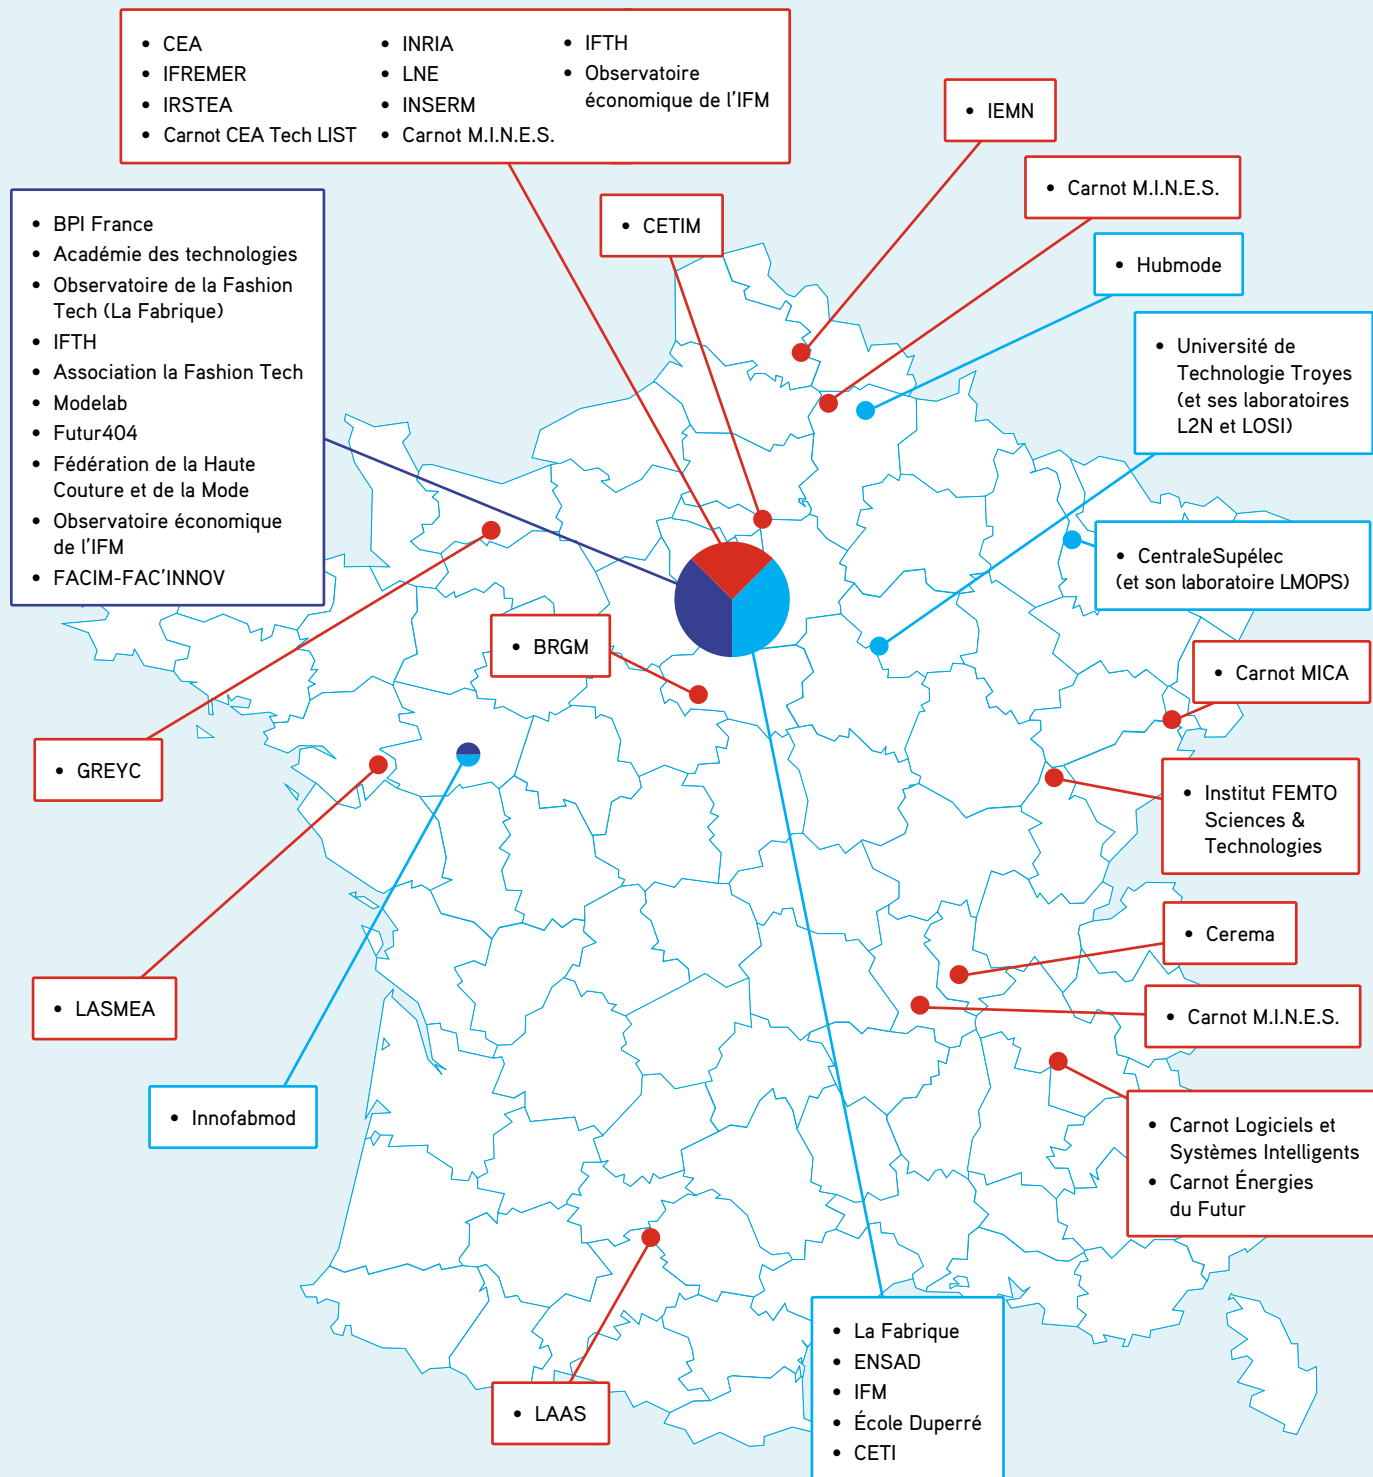 • CEA
• IFREMER
• IRSTEA
• Carnot CEA Tech LIST
• INRIA
• LNE
• INSERM
• Carnot M.I.N.E.S.
• IFTH
• Observatoire
économique de l'IFM
• IEMN
• Carnot M.I.N.E.S.
• CETIM
• Hubmode
• BPI France
• Académie des technologies
• Observatoire de la Fashion
Tech (La Fabrique)
• IFTH
• Association la Fashion Tech
• Modelab
• Futur404
• Fédération de la Haute
Couture et de la Mode
• Observatoire économique
de l'IFM
• FACIM-FAC'INNOV
• Université de
Technologie Troyes
(et ses laboratoires
L2N et LOSI)
• CentraleSupélec
(et son laboratoire LMOPS)
• BRGM
• Carnot MICA
• GREYC
• Institut FEMTO
Sciences &
Technologies
• Cerema
• LASMEA
• Carnot M.I.N.E.S.
• Innofabmod
• Carnot Logiciels et
Systèmes Intelligents
• Carnot Énergies
du Futur
• La Fabrique
• ENSAD
• IFM
• École Duperré
• CETI
• LAAS